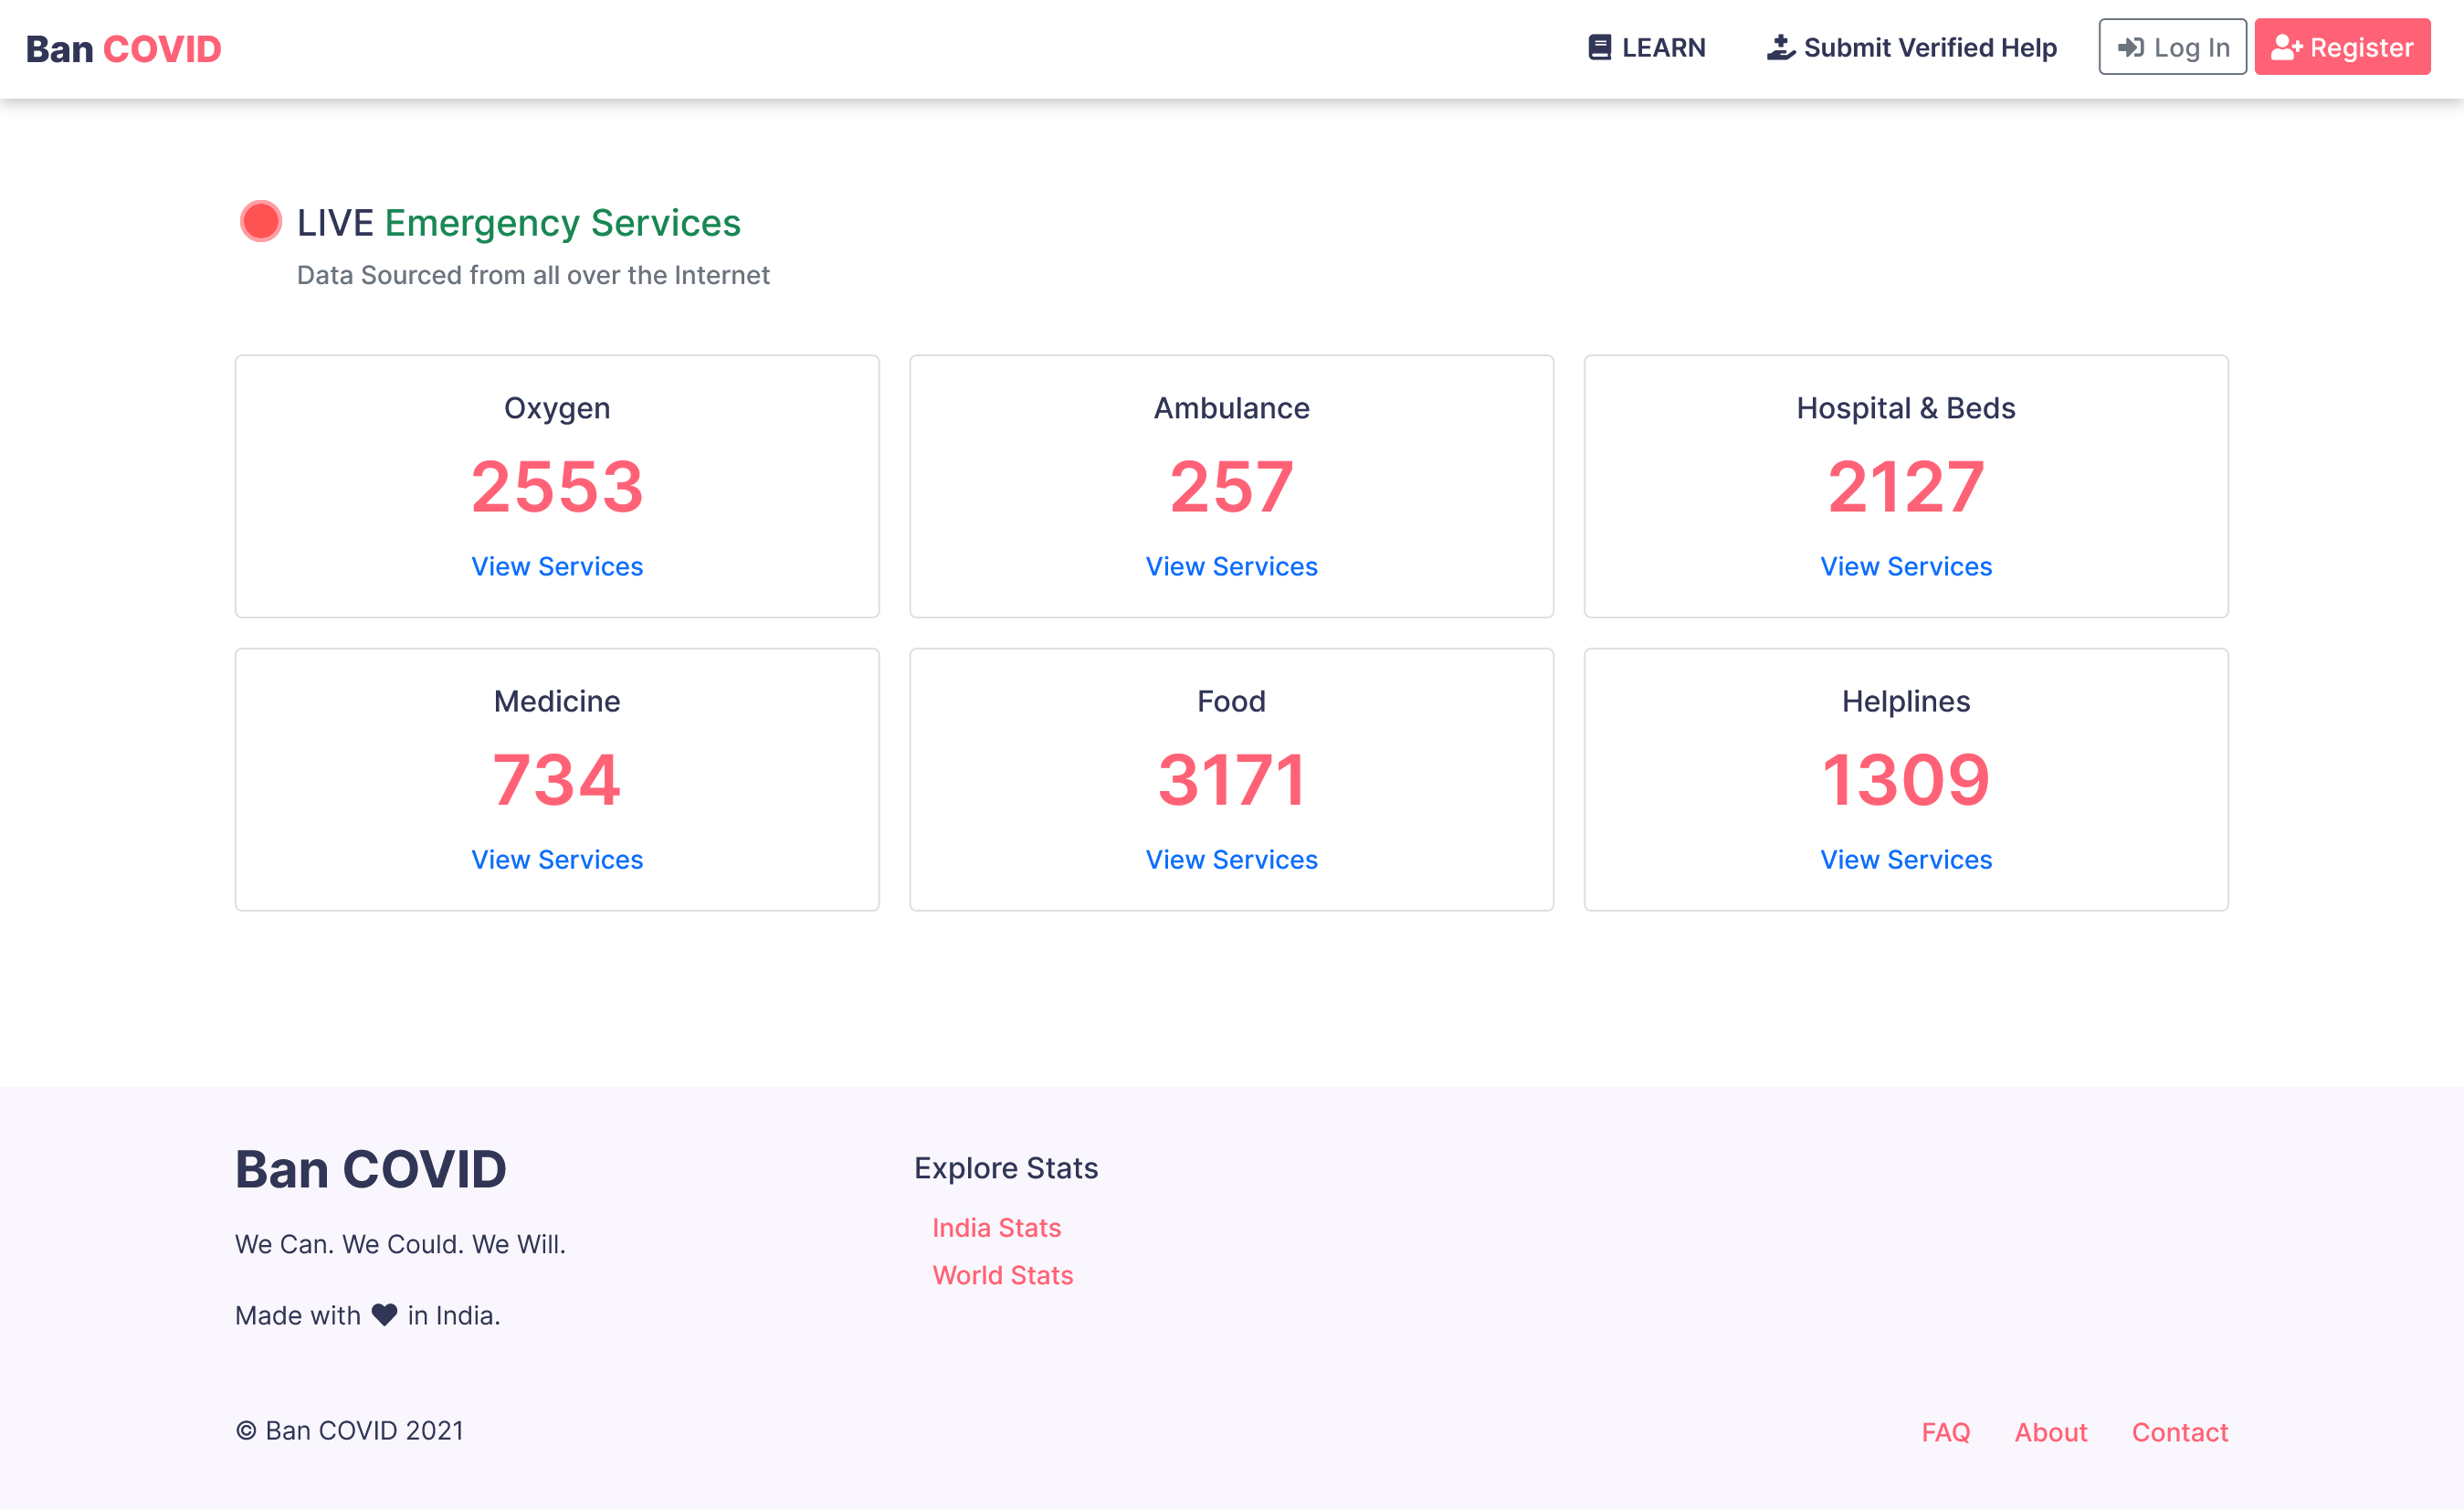 Ban COVID
LEARN
Submit Verified Help
Log In
Register
LIVE Emergency Services
Data Sourced from all over the Internet
Oxygen
2553
View Services
Ambulance
257
View Services
Hospital & Beds
2127
View Services
Medicine
734
View Services
Food
3171
View Services
Helplines
1309
View Services
Ban COVID
We Can. We Could. We Will.
Made with ♥ in India.
Explore Stats
India Stats
World Stats
© Ban COVID 2021
FAQ
About
Contact